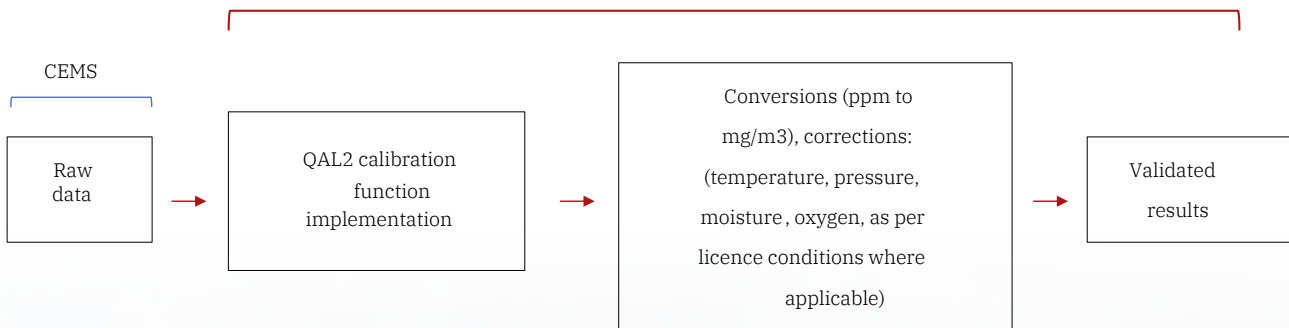 CEMS
Raw
data
QAL2 calibration
function
implementation
Conversions (ppm to
mg/m3), corrections:
(temperature, pressure,
moisture, oxygen, as per
licence conditions where
applicable)
Validated
results